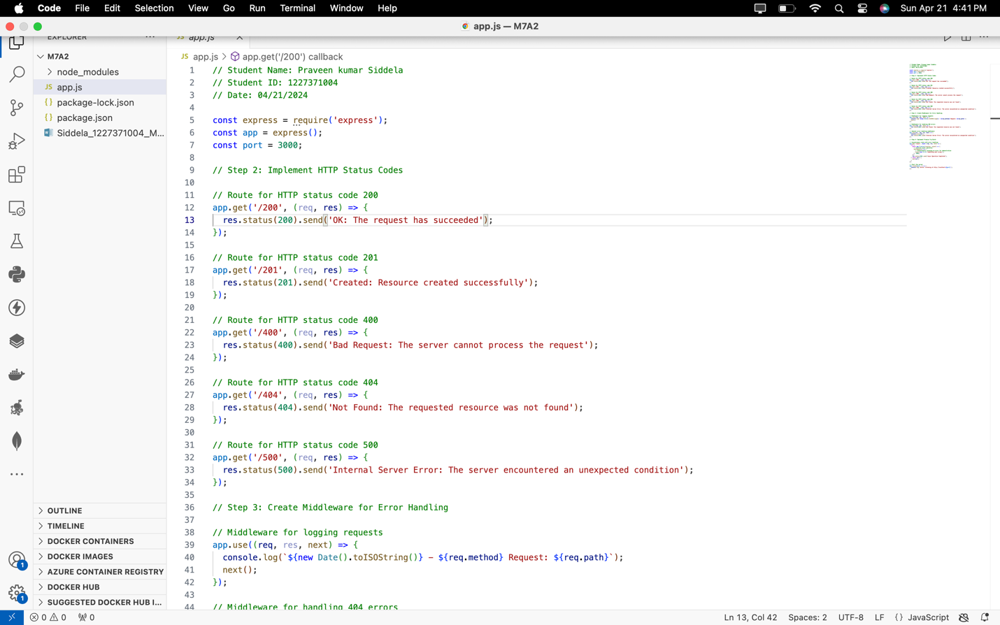 Code File Edit Selection View Go Run Terminal Window Help Sun Apr 21 4:41 PM
app.js — M7A2
EXPLORER
JS app.js
M7A2
node_modules
JS app.js
{} package-lock.json
{} package.json
Siddela_1227371004_M...
JS app.js > app.get('/200') callback
1 // Student Name: Praveen kumar Siddela
2 // Student ID: 1227371004
3 // Date: 04/21/2024
4
5 const express = require('express');
6 const app = express();
7 const port = 3000;
8
9 // Step 2: Implement HTTP Status Codes
10
11 // Route for HTTP status code 200
12 app.get('/200', (req, res) => {
13 res.status(200).send('OK: The request has succeeded');
14 });
15
16 // Route for HTTP status code 201
17 app.get('/201', (req, res) => {
18 res.status(201).send('Created: Resource created successfully');
19 });
20
21 // Route for HTTP status code 400
22 app.get('/400', (req, res) => {
23 res.status(400).send('Bad Request: The server cannot process the request');
24 });
25
26 // Route for HTTP status code 404
27 app.get('/404', (req, res) => {
28 res.status(404).send('Not Found: The requested resource was not found');
29 });
30
31 // Route for HTTP status code 500
32 app.get('/500', (req, res) => {
33 res.status(500).send('Internal Server Error: The server encountered an unexpected condition');
34 });
35
36 // Step 3: Create Middleware for Error Handling
37
38 // Middleware for logging requests
39 app.use((req, res, next) => {
40 console.log(`${new Date().toISOString()} - ${req.method} Request: ${req.path}`);
41 next();
42 });
43
44 // Middleware for handling 404 errors
OUTLINE
TIMELINE
DOCKER CONTAINERS
DOCKER IMAGES
AZURE CONTAINER REGISTRY
DOCKER HUB
SUGGESTED DOCKER HUB I...
1
1
0 0 0 Ln 13, Col 42 Spaces: 2 UTF-8 LF {} JavaScript